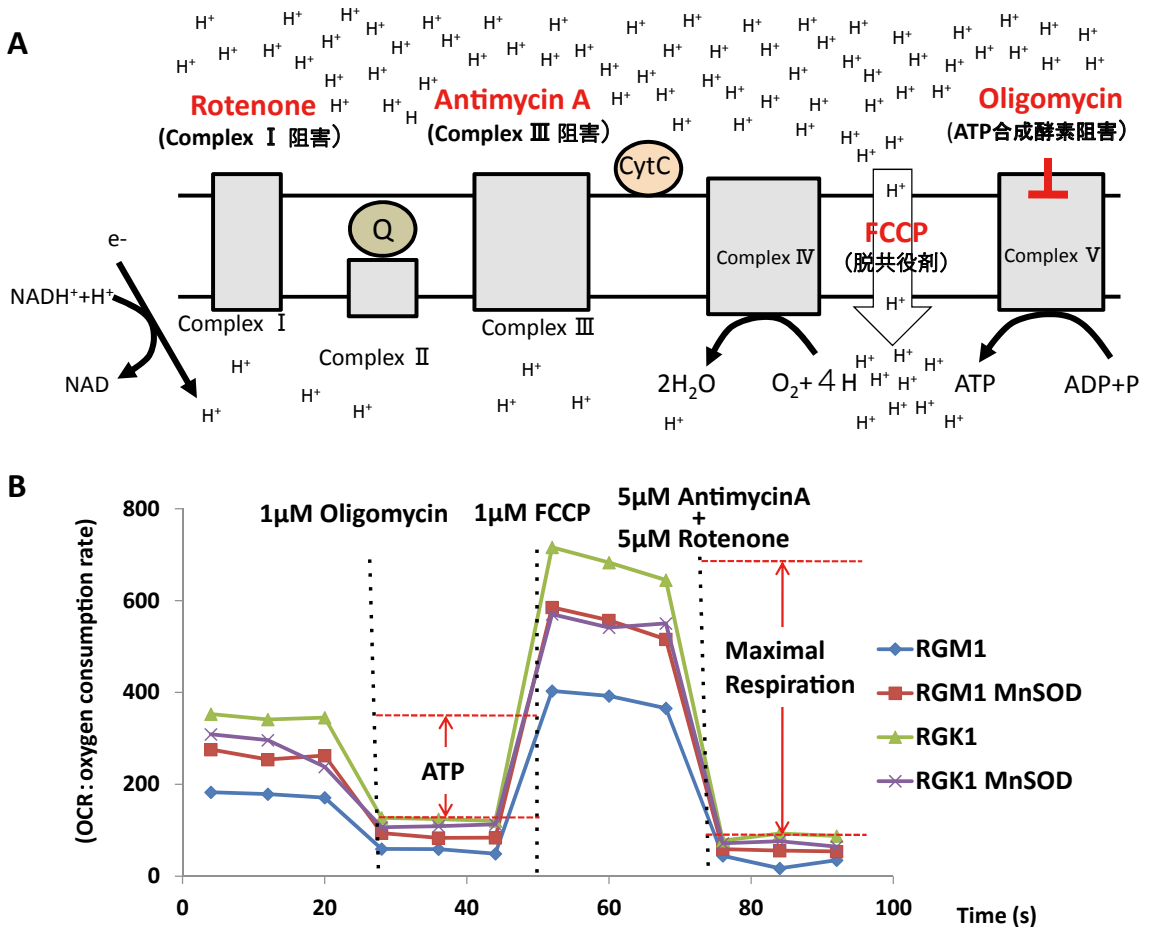 A
H⁺ H⁺ H⁺ H⁺ H⁺ H⁺ H⁺ H⁺ H⁺ H⁺
H⁺ H⁺ H⁺ H⁺ H⁺ H⁺ H⁺ H⁺ H⁺ H⁺ H⁺
H⁺ H⁺ H⁺ H⁺ H⁺ H⁺ H⁺ H⁺ H⁺ H⁺ H⁺
H⁺ H⁺ H⁺ H⁺ H⁺ H⁺ H⁺ H⁺ H⁺
Rotenone
(Complex Ⅰ 阻害)
Antimycin A
(Complex Ⅲ 阻害)
Oligomycin
(ATP合成酵素阻害)
H⁺ H⁺ H⁺ H⁺ H⁺ H⁺ H⁺ H⁺
CytC
Q
H⁺
FCCP
(脱共役剤)
H⁺
Complex Ⅳ
Complex Ⅴ
e-
NADH⁺+H⁺
NAD
H⁺
Complex Ⅰ
Complex Ⅱ
Complex Ⅲ
H⁺ H⁺ H⁺ H⁺ H⁺ H⁺ H⁺
2H₂O
O₂+４H
H⁺ H⁺ H⁺ H⁺ H⁺ H⁺ H⁺ H⁺ H⁺ H⁺
ATP
ADP+P
B
(OCR:oxygen consumption rate)
800
600
400
200
0
1μM Oligomycin
1μM FCCP
5μM AntimycinA
+
5μM Rotenone
ATP
Maximal
Respiration
RGM1
RGM1 MnSOD
RGK1
RGK1 MnSOD
0 20 40 60 80 100
Time (s)